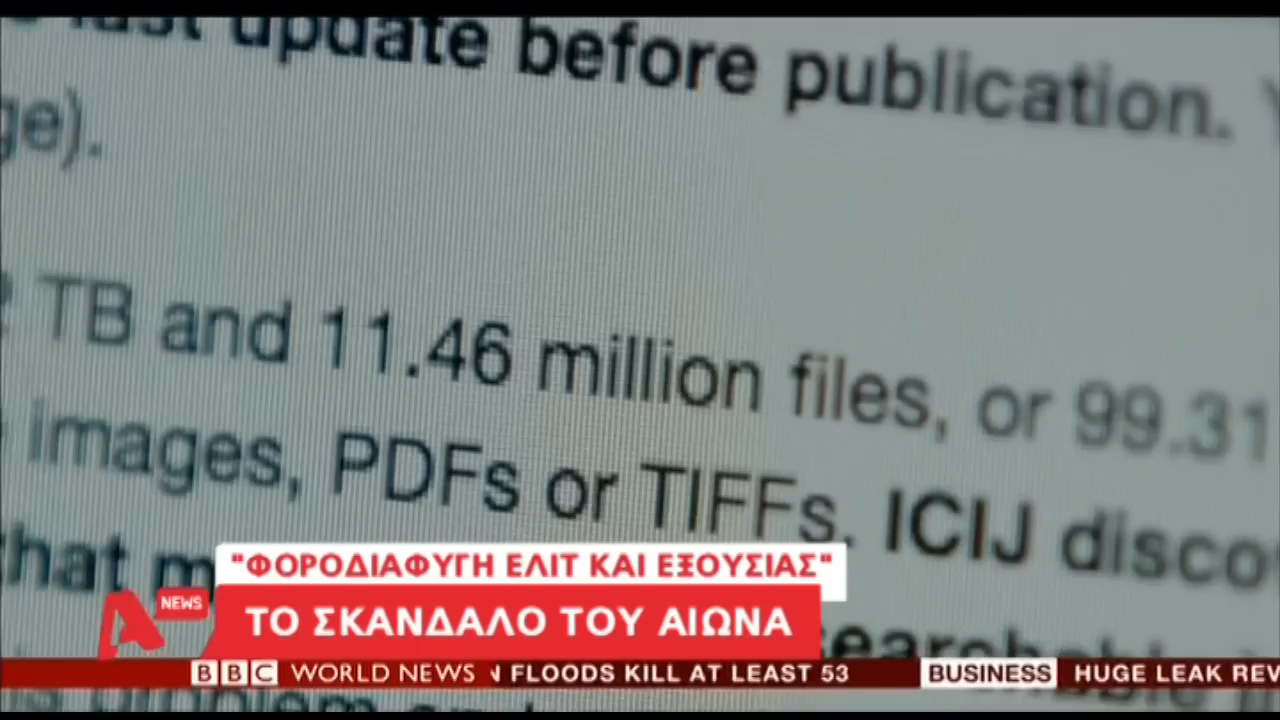 last update before publication.
ge).
TB and 11.46 million files, or 99.31
images, PDFs or TIFFs. ICIJ disco
that m
"ΦΟΡΟΔΙΑΦΥΓΗ ΕΛΙΤ ΚΑΙ ΕΞΟΥΣΙΑΣ"
NEWS
ΤΟ ΣΚΑΝΔΑΛΟ ΤΟΥ ΑΙΩΝΑ
BBC WORLD NEWS N FLOODS KILL AT LEAST 53 BUSINESS HUGE LEAK REV